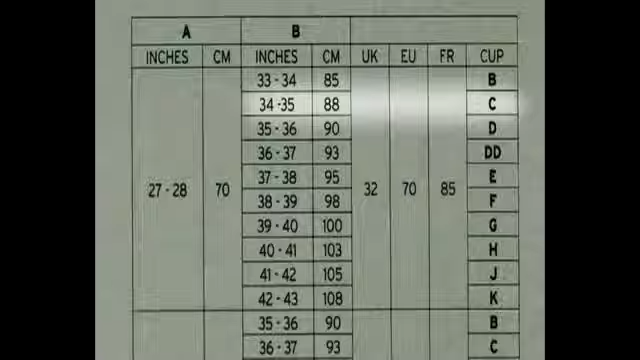 A B
INCHES CM INCHES CM UK EU FR CUP
33 - 34 85 B
34 -35 88 C
35 - 36 90 D
36 - 37 93 DD
37 - 38 95 E
27 - 28 70 32 70 85
38 - 39 98 F
39 - 40 100 G
40 - 41 103 H
41 - 42 105 J
42 - 43 108 K
35 - 36 90 B
36 - 37 93 C